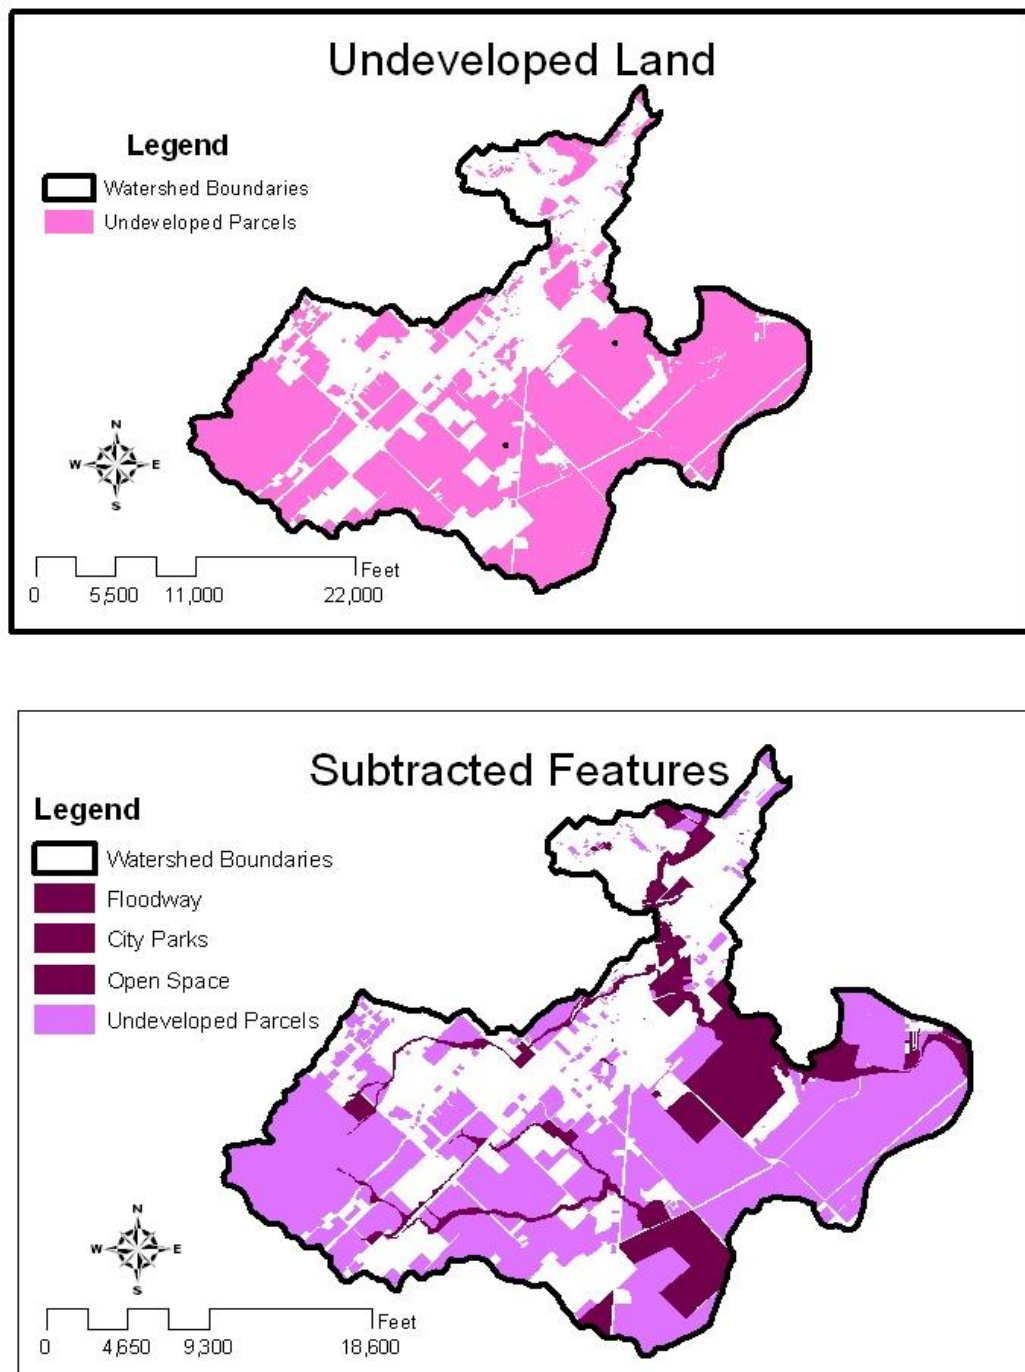 Undeveloped Land
Legend
Watershed Boundaries
Undeveloped Parcels
N
W E
S
Feet
0 5,500 11,000 22,000
Subtracted Features
Legend
Watershed Boundaries
Floodway
City Parks
Open Space
Undeveloped Parcels
N
W E
S
Feet
0 4,650 9,300 18,600